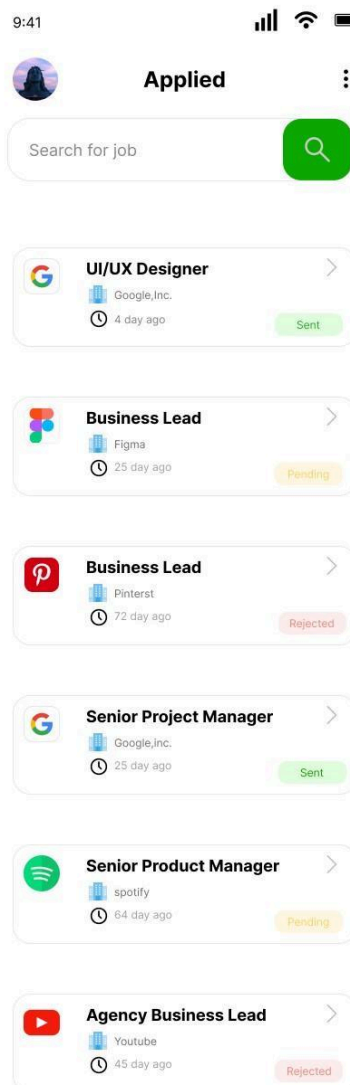 9:41
Applied
Search for job
UI/UX Designer
Google,Inc.
4 day ago
Sent
Business Lead
Figma
25 day ago
Pending
Business Lead
Pinterst
72 day ago
Rejected
Senior Project Manager
Google,inc.
25 day ago
Sent
Senior Product Manager
spotify
64 day ago
Pending
Agency Business Lead
Youtube
45 day ago
Rejected